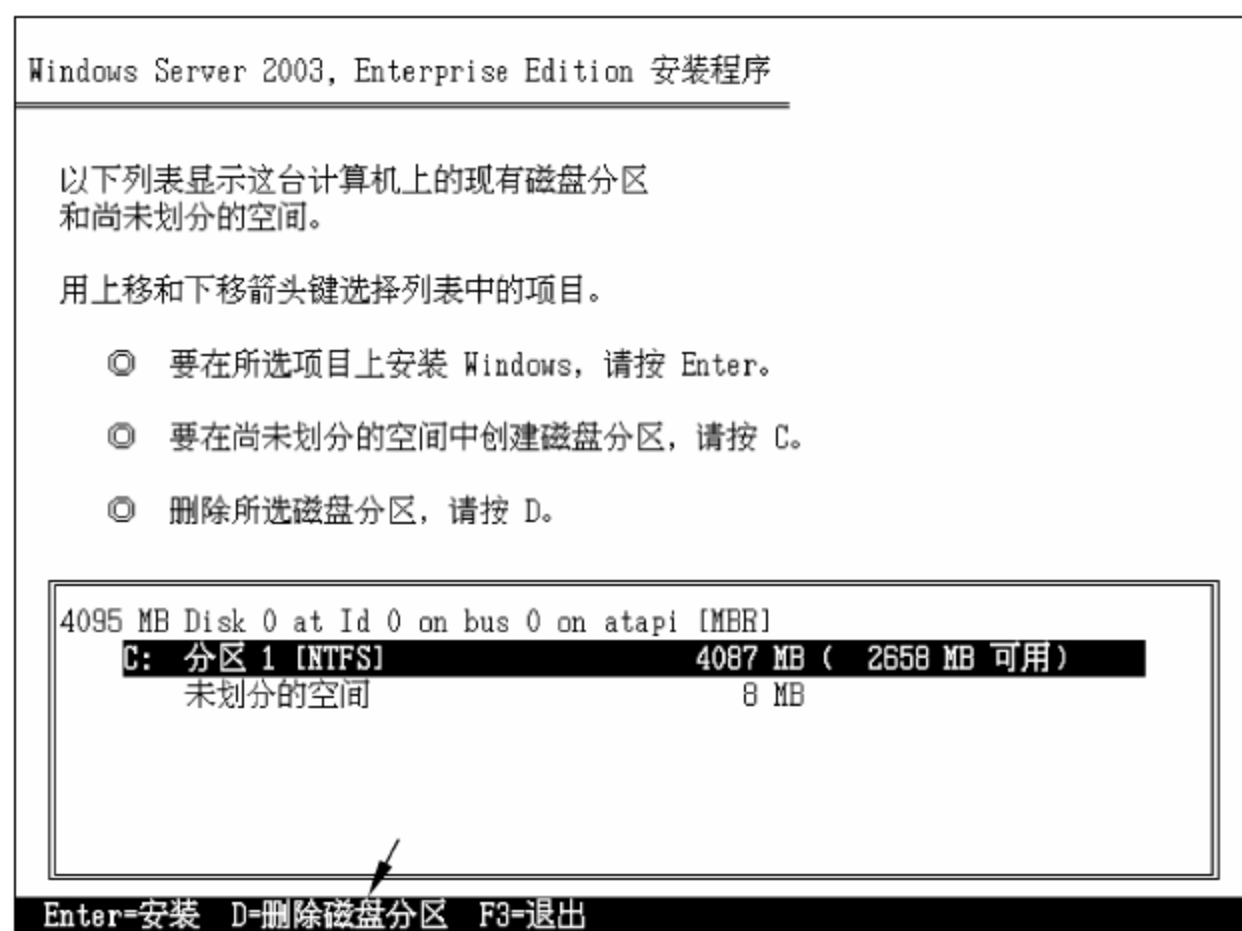 Windows Server 2003, Enterprise Edition 安装程序
以下列表显示这台计算机上的现有磁盘分区
和尚未划分的空间。
用上移和下移箭头键选择列表中的项目。
◎ 要在所选项目上安装 Windows, 请按 Enter。
◎ 要在尚未划分的空间中创建磁盘分区, 请按 C。
◎ 删除所选磁盘分区, 请按 D。
4095 MB Disk 0 at Id 0 on bus 0 on atapi [MBR]
C: 分区 1 [NTFS] 4087 MB ( 2658 MB 可用)
未划分的空间 8 MB
Enter=安装 D=删除磁盘分区 F3=退出